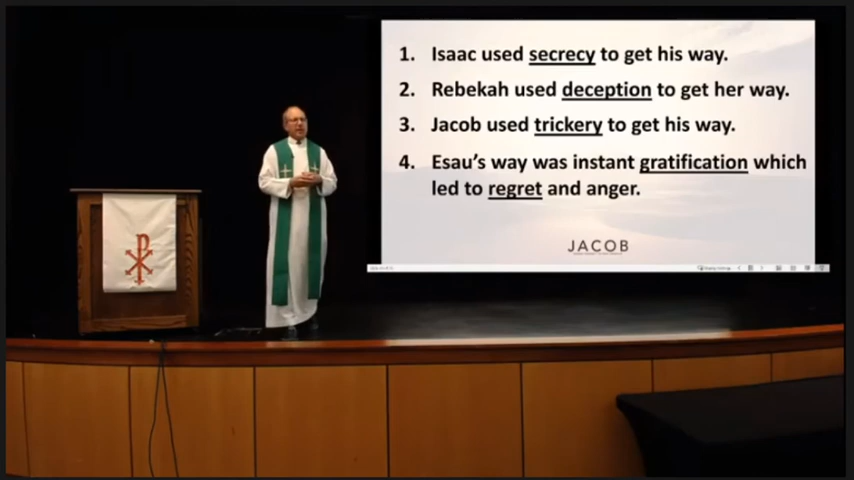 1. Isaac used secrecy to get his way.
2. Rebekah used deception to get her way.
3. Jacob used trickery to get his way.
4. Esau's way was instant gratification which
led to regret and anger.
JACOB